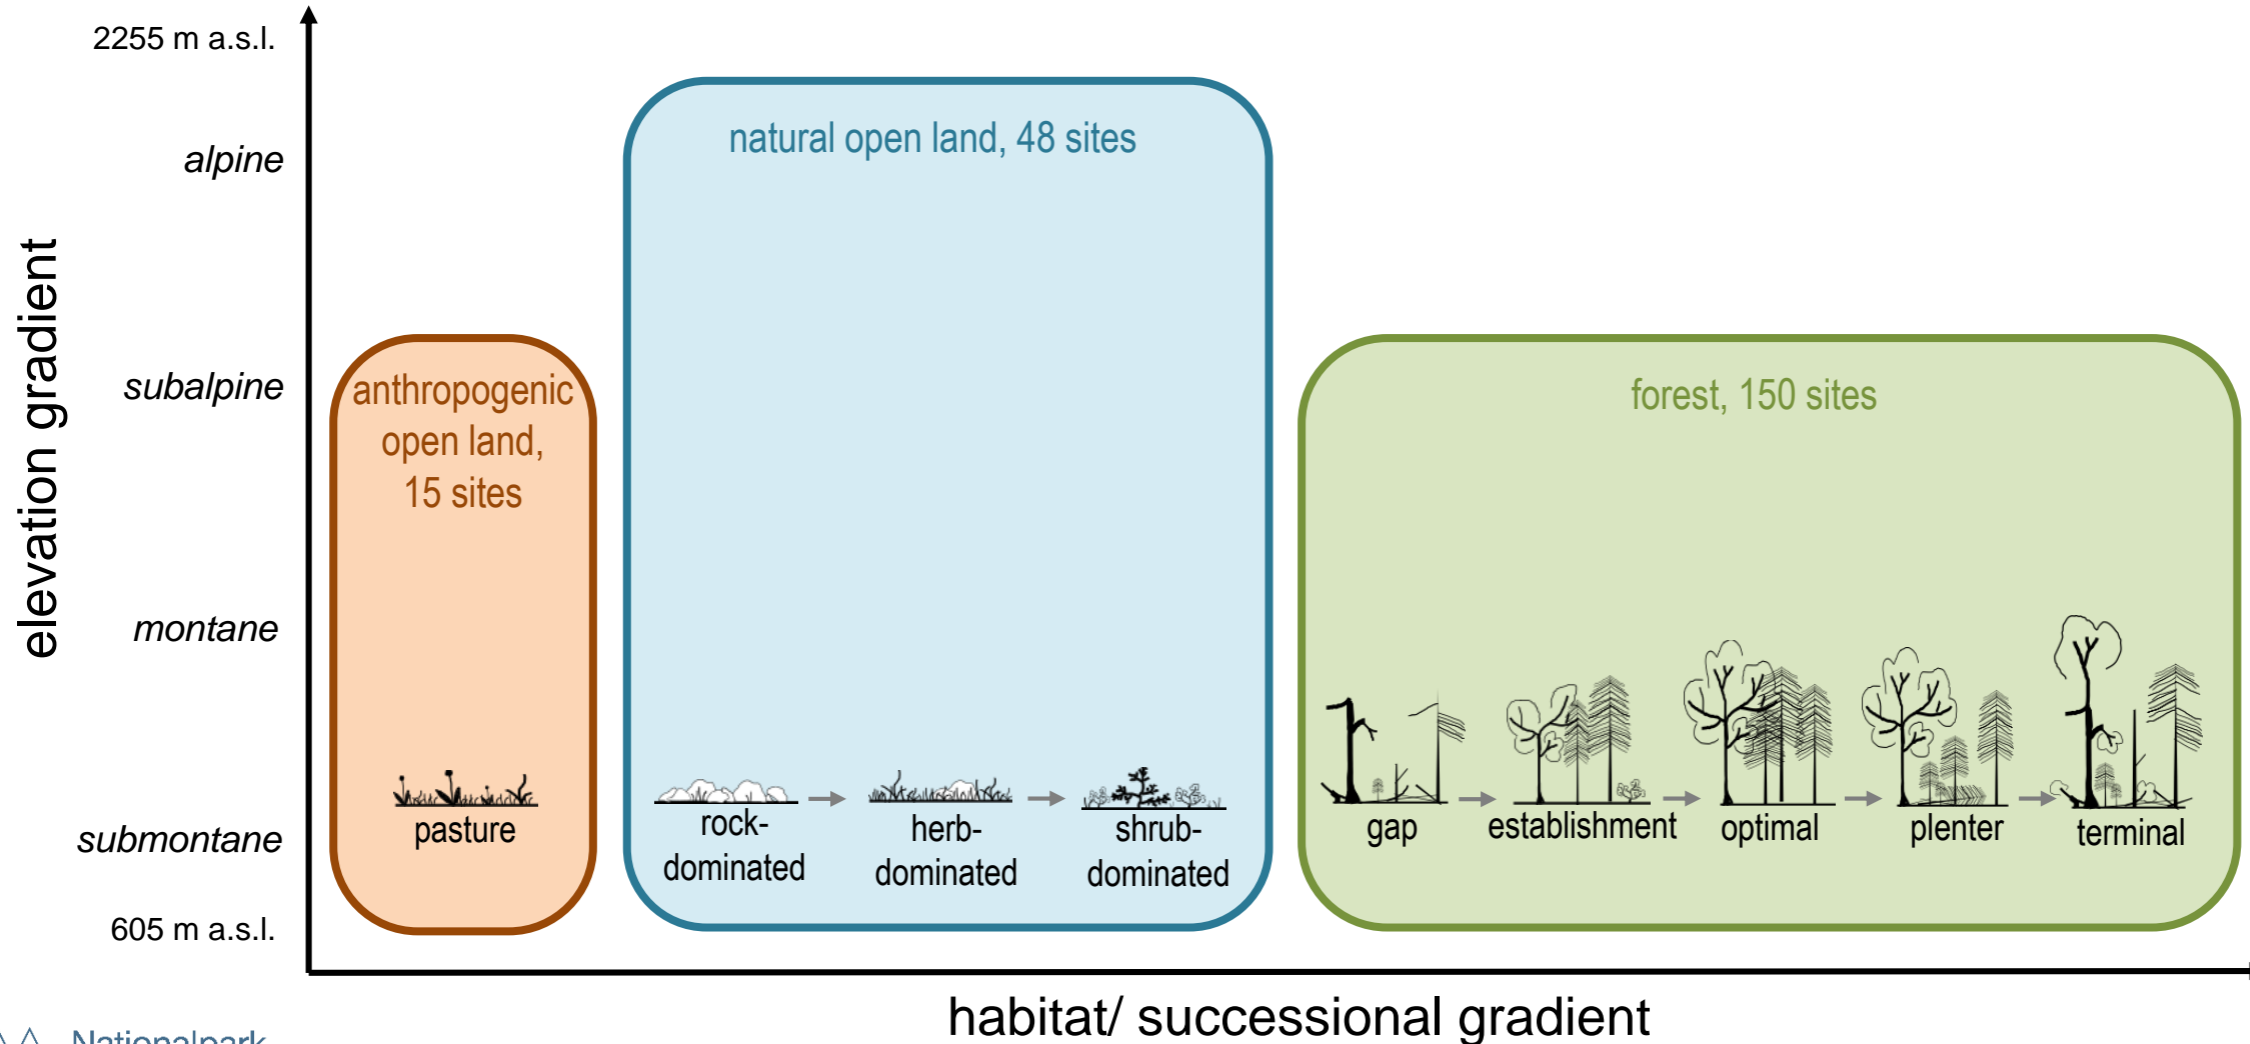 2255 m a.s.l.
alpine
subalpine
montane
submontane
605 m a.s.l.
elevation gradient
anthropogenic
open land,
15 sites
pasture
natural open land, 48 sites
rock-
dominated
herb-
dominated
shrub-
dominated
forest, 150 sites
gap
establishment
optimal
plenter
terminal
habitat/ successional gradient
Nationalpark